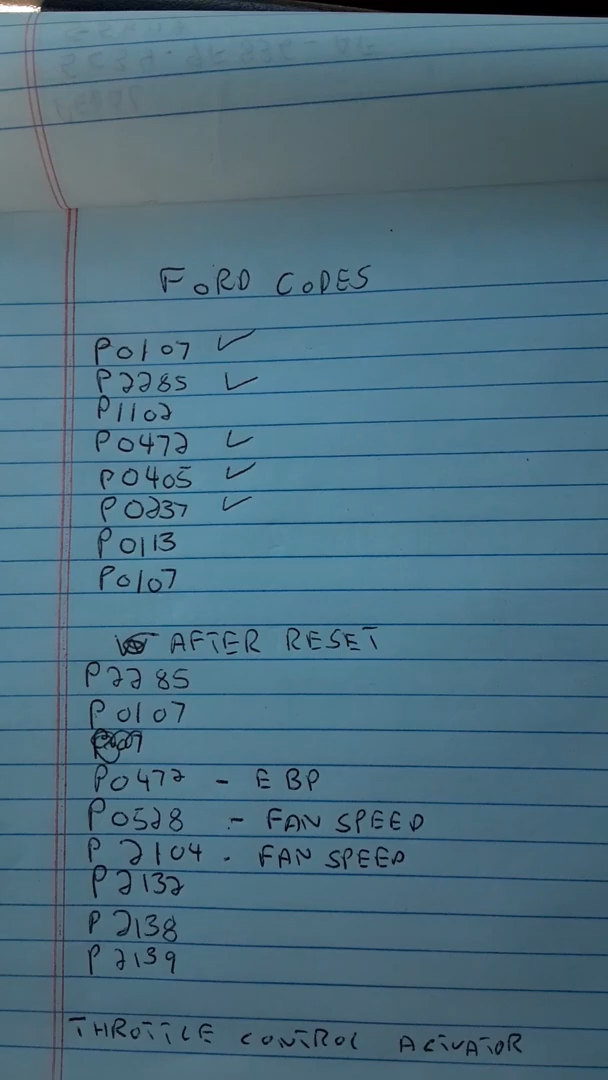 FORD CODES
P0107 ✓
P2285 ✓
P1102
P0472 ✓
P0405 ✓
P0237 ✓
P0113
P0107
AFTER RESET
P2285
P0107
P0472 - EBP
P0528 - FAN SPEED
P2104 - FAN SPEED
P2132
P2138
P2139
THROTTLE CONTROL ACTUATOR